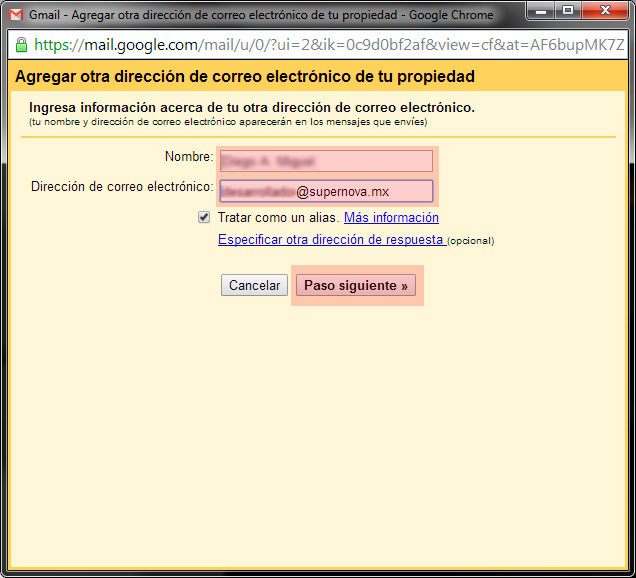 Gmail - Agregar otra dirección de correo electrónico de tu propiedad - Google Chrome
https://mail.google.com/mail/u/0/?ui=2&ik=0c9d0bf2af&view=cf&at=AF6bupMK7Z
Agregar otra dirección de correo electrónico de tu propiedad
Ingresa información acerca de tu otra dirección de correo electrónico.
(tu nombre y dirección de correo electrónico aparecerán en los mensajes que envíes)
Nombre:
Dirección de correo electrónico: @supernova.mx
Tratar como un alias. Más información
Especificar otra dirección de respuesta (opcional)
Cancelar Paso siguiente »